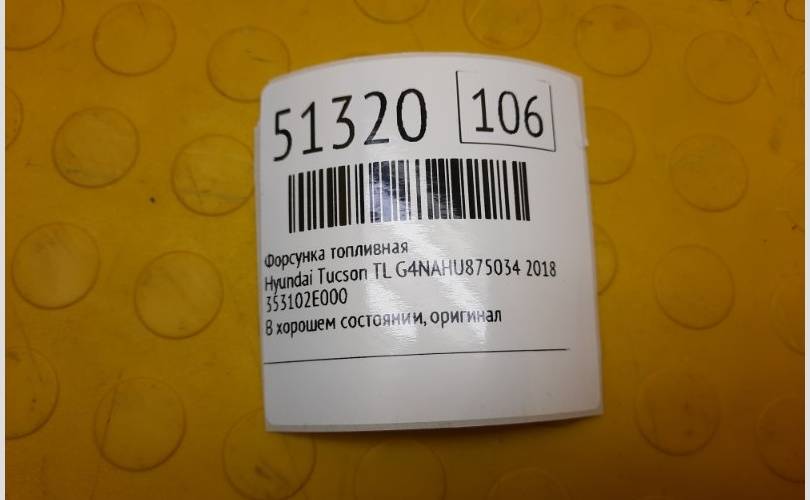 51320 106
Форсунка топливная
Hyundai Tucson TL G4NAHU875034 2018
353102E000
В хорошем состоянии, оригинал